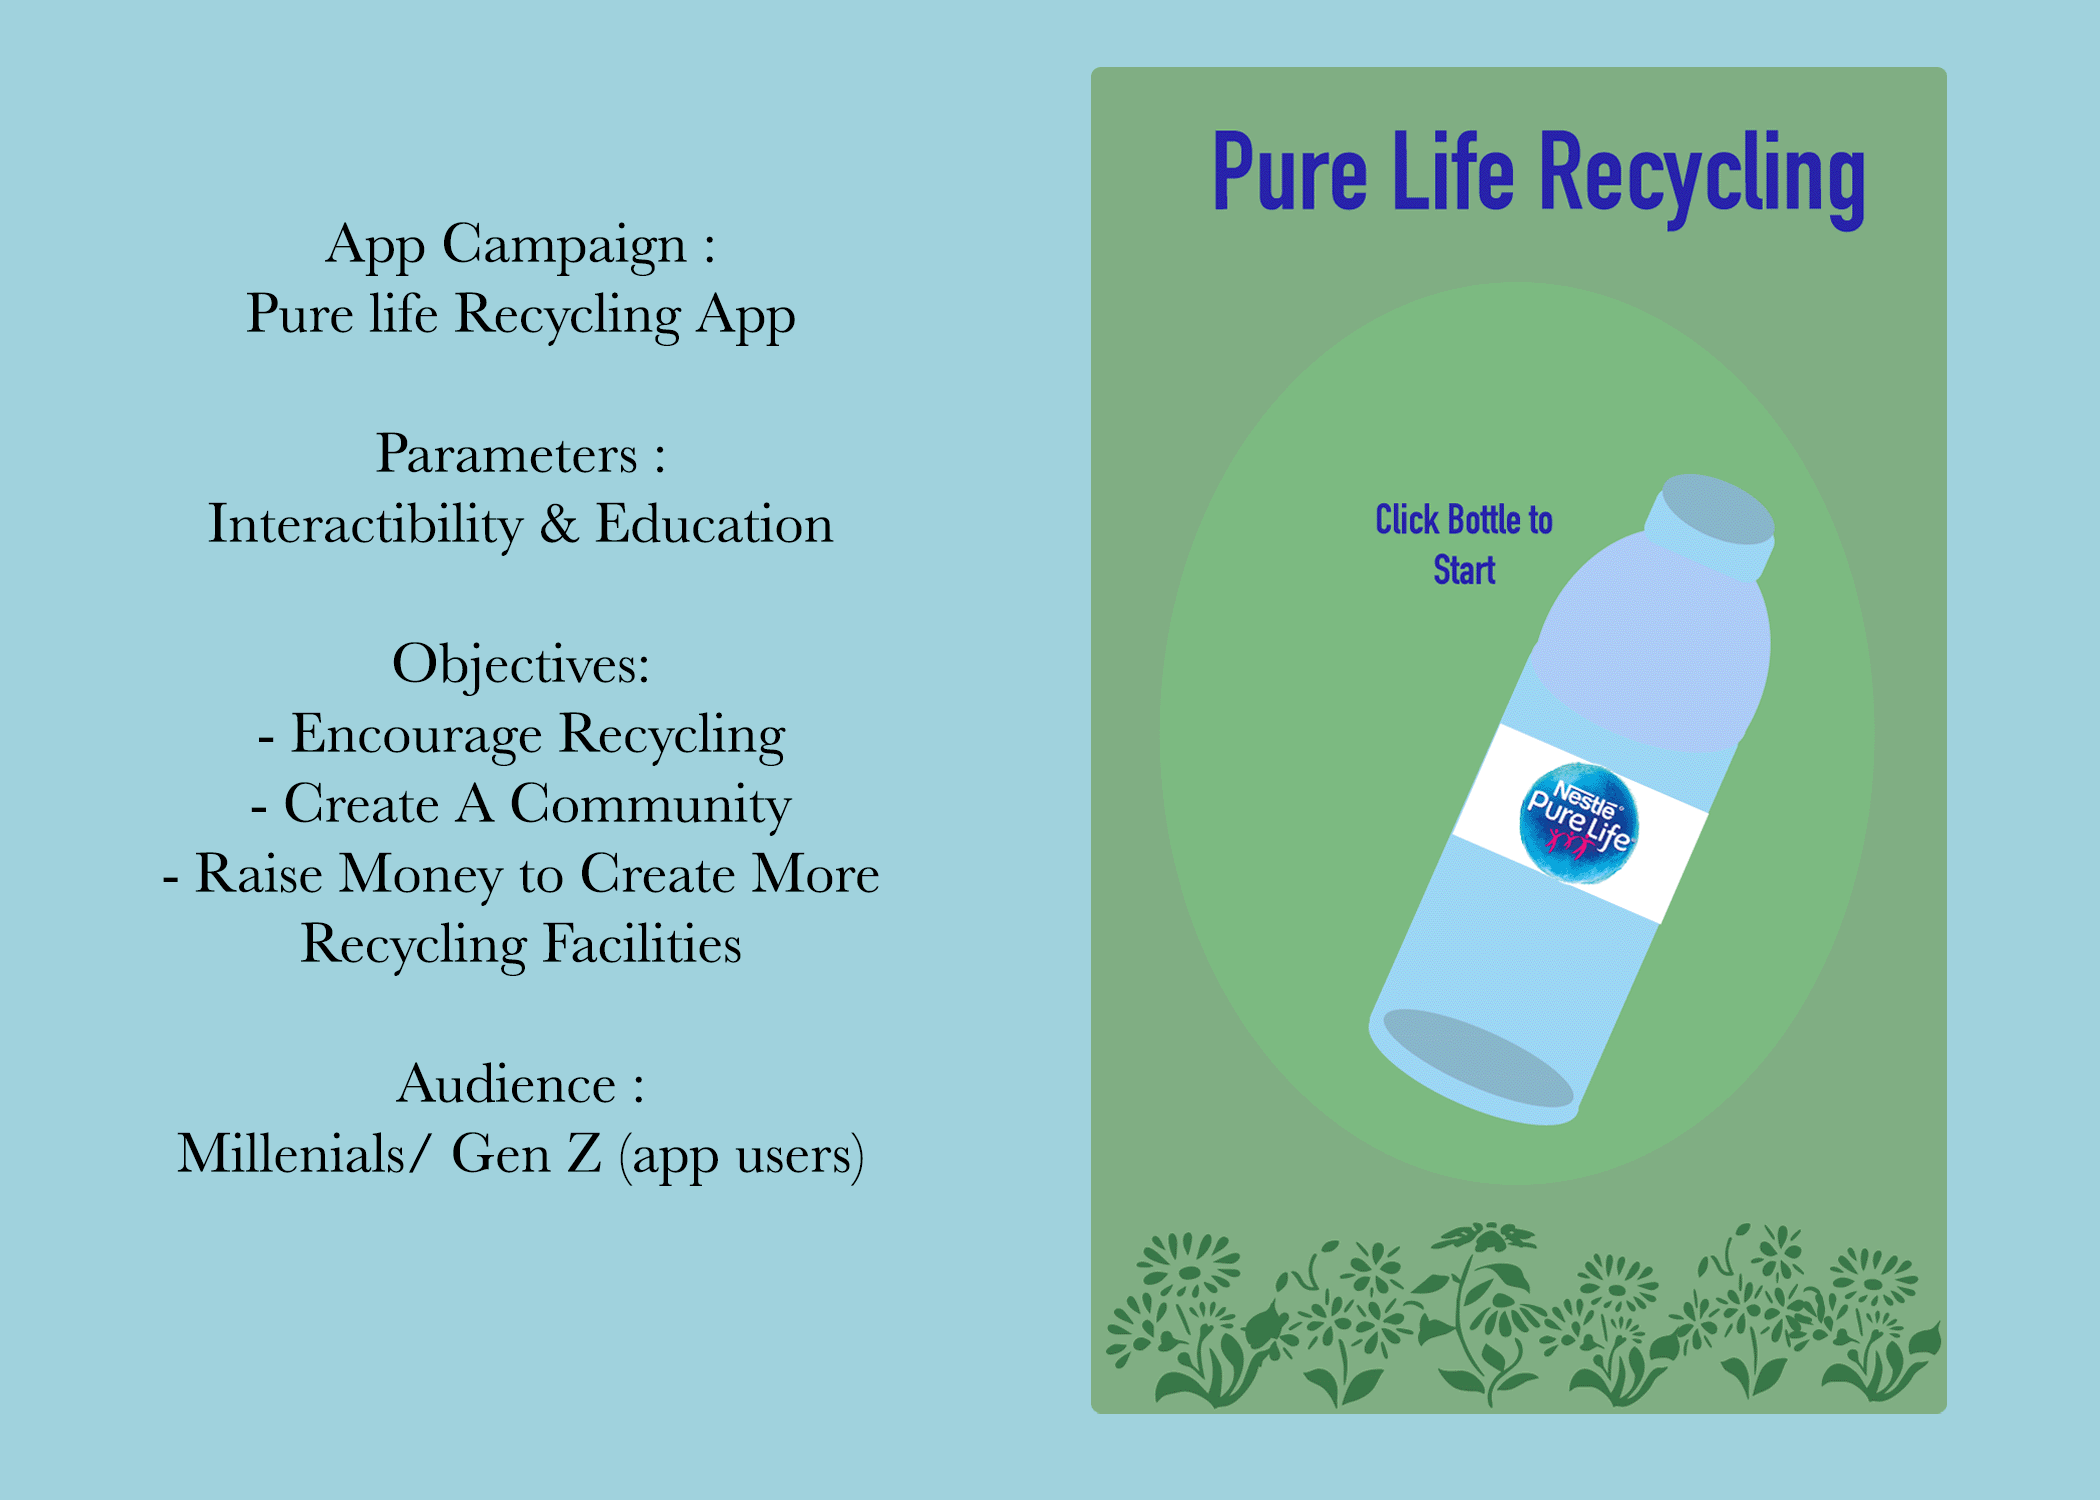 App Campaign :
Pure life Recycling App
Parameters :
Interactibility & Education
Objectives:
- Encourage Recycling
- Create A Community
- Raise Money to Create More
Recycling Facilities
Audience :
Millenials/ Gen Z (app users)
Pure Life Recycling
Click Bottle to
Start
Nestlé
Pure Life